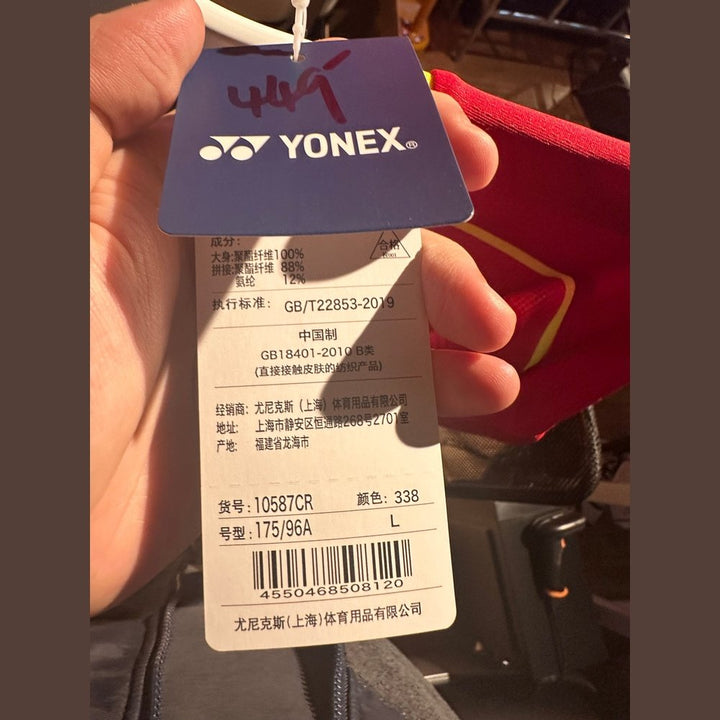 449
YONEX®
成分:
合格
大身:聚酯纤维100%
拼接:聚酯纤维 88%
氨纶 12%
执行标准: GB/T22853-2019
中国制
GB18401-2010 B类
(直接接触皮肤的纺织产品)
经销商: 尤尼克斯 (上海) 体育用品有限公司
地址: 上海市静安区恒通路268号2701室
产地: 福建省龙海市
货号: 10587CR 颜色: 338
号型: 175/96A L
4550468508120
尤尼克斯(上海)体育用品有限公司